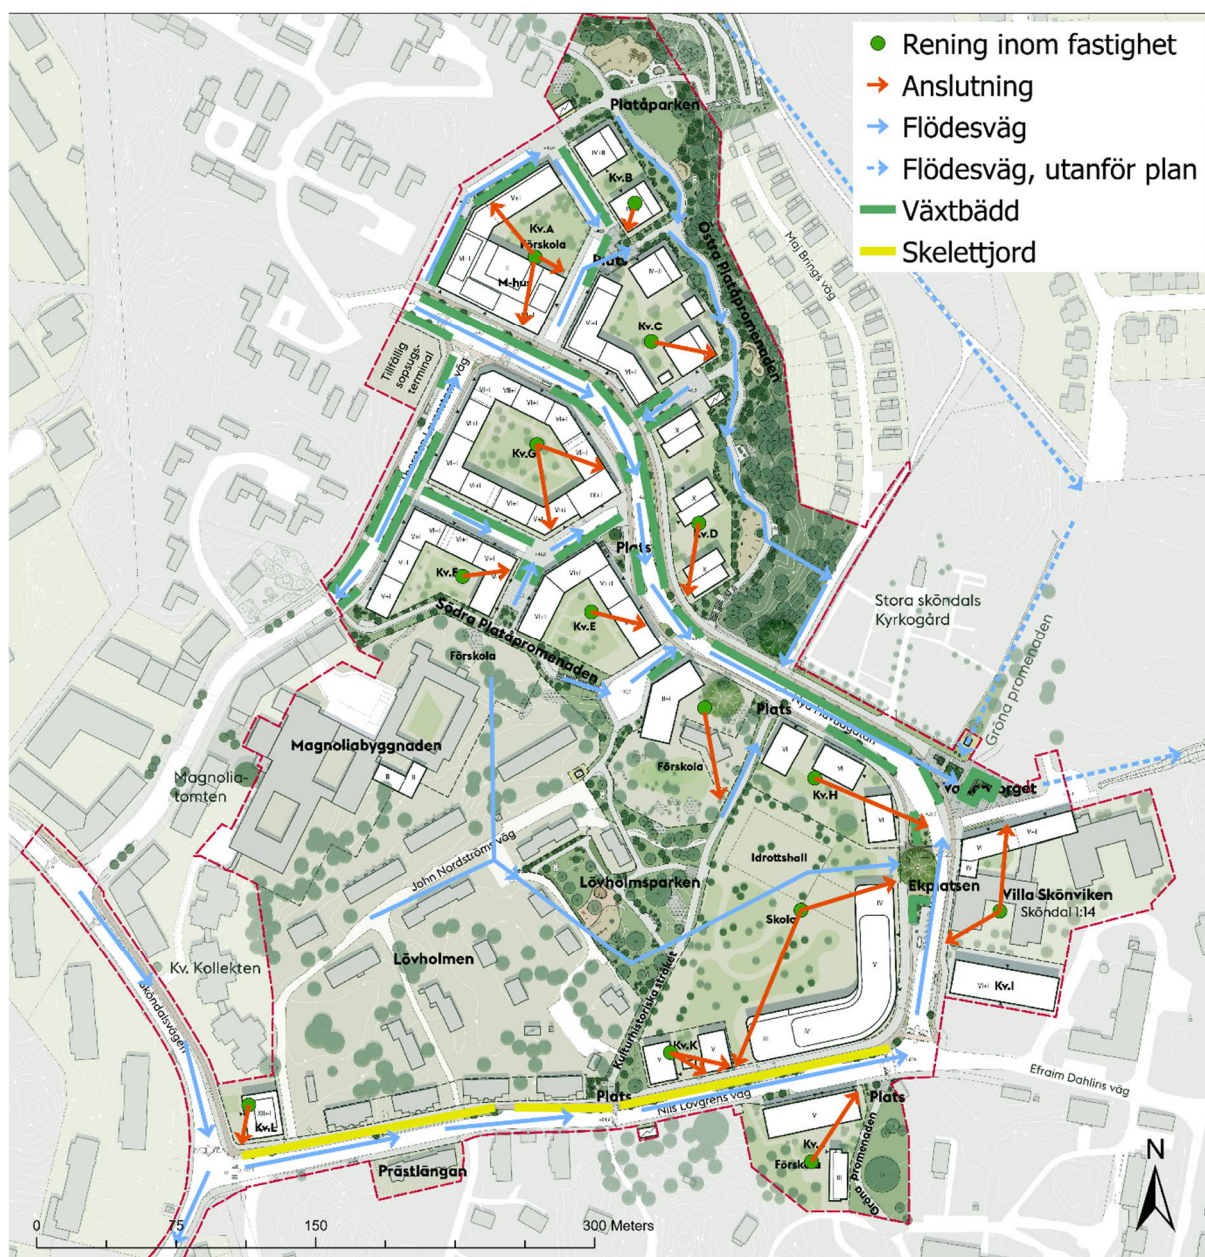 Rening inom fastighet
Anslutning
Flödesväg
Flödesväg, utanför plan
Växtbädd
Skelettjord
Platåparken
Kv.B
Kv.A
Förskola
M-hus
Plats
Östra Platåpromenaden
Maj Brings väg
Kv.C
Tillfällig
sopsugs-
terminal
väg
Kv.G
Kv.D
Plats
Kv.F
Kv.E
Södra Platåpromenaden
Förskola
Stora sköndals
Kyrkogård
Gröna promenaden
Magnoliabyggnaden
Magnolia-
tomten
Plats
Förskola
Kv.H
John Nordströms väg
Idrottshall
Lövholmsparken
Ekplatsen
Villa Skönviken
Sköndal 1:14
Skola
Kv. Kollekten
Lövholmen
Sköndalsvägen
Kulturhistoriska stråket
Kv.I
Kv.K
Efraim Dahlins väg
Plats
Nils Lövgrens väg
Plats
Kv.L
Kv.
Förskola
Gröna promenaden
Prästlängan
N
0 75 150 300 Meters